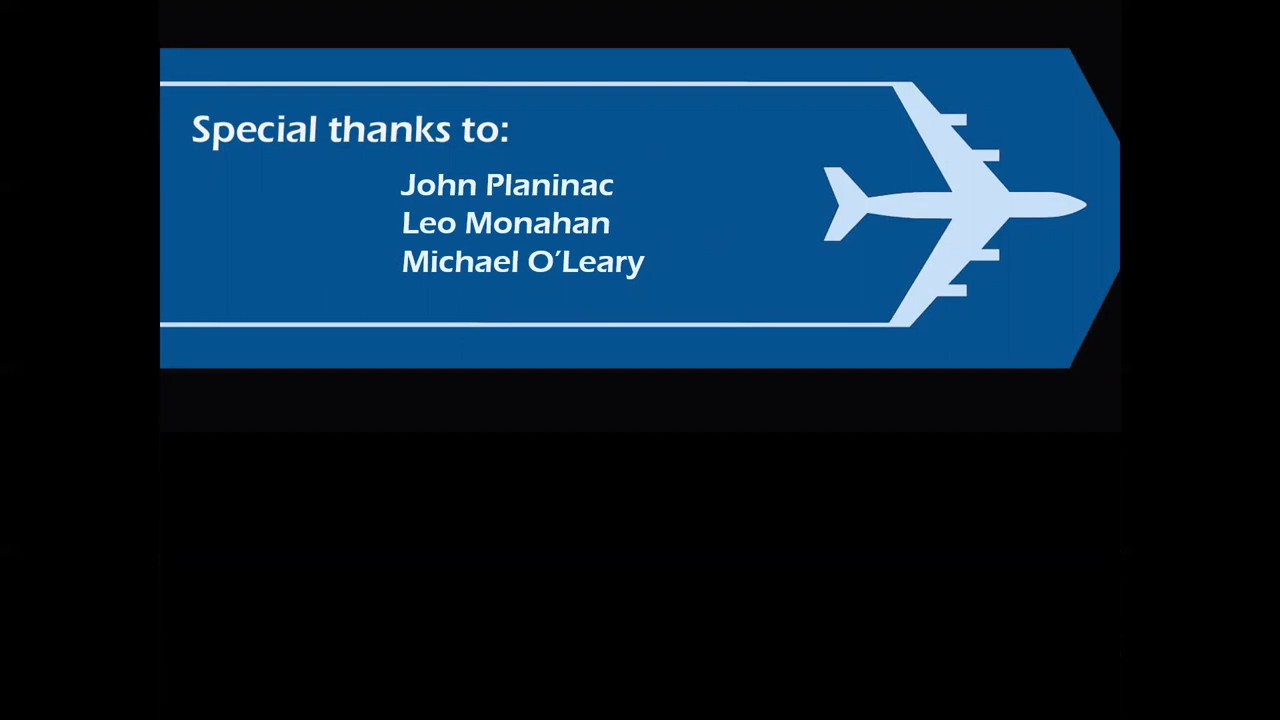 Special thanks to:
John Planinac
Leo Monahan
Michael O’Leary